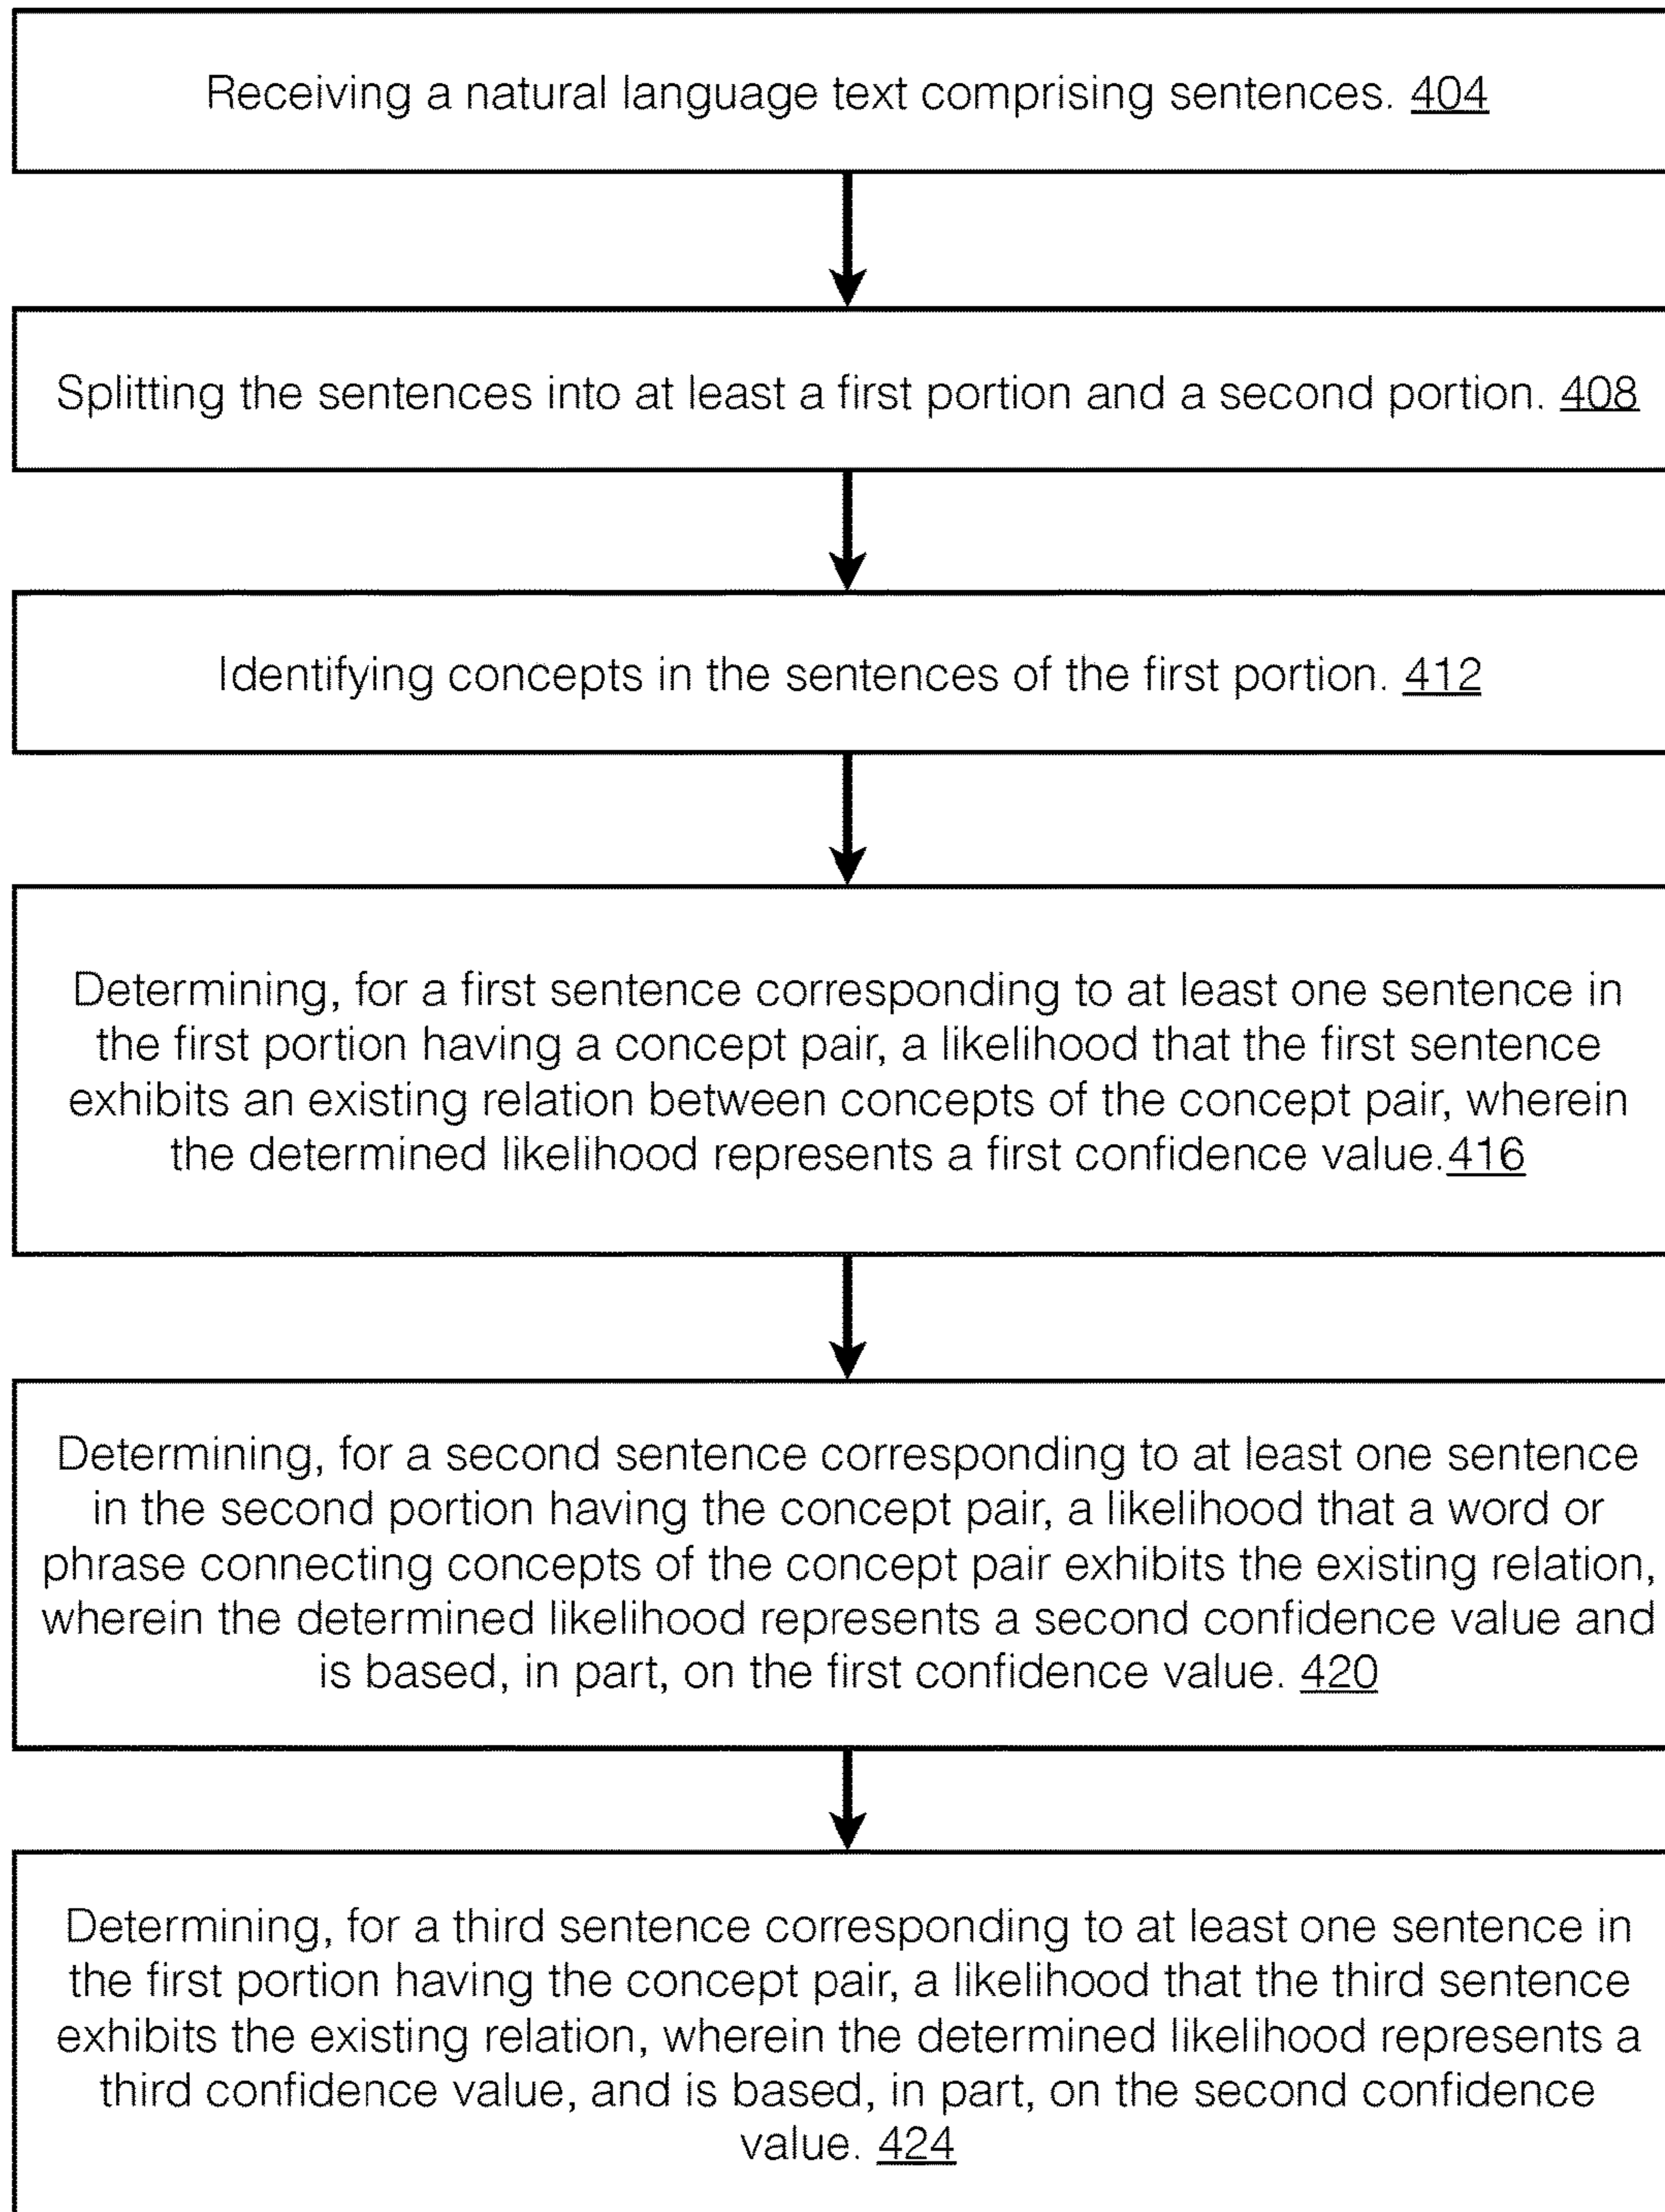 Receiving a natural language text comprising sentences. 404
Splitting the sentences into at least a first portion and a second portion. 408
Identifying concepts in the sentences of the first portion. 412
Determining, for a first sentence corresponding to at least one sentence in
the first portion having a concept pair, a likelihood that the first sentence
exhibits an existing relation between concepts of the concept pair, wherein
the determined likelihood represents a first confidence value.416
Determining, for a second sentence corresponding to at least one sentence
in the second portion having the concept pair, a likelihood that a word or
phrase connecting concepts of the concept pair exhibits the existing relation,
wherein the determined likelihood represents a second confidence value and
is based, in part, on the first confidence value. 420
Determining, for a third sentence corresponding to at least one sentence in
the first portion having the concept pair, a likelihood that the third sentence
exhibits the existing relation, wherein the determined likelihood represents a
third confidence value, and is based, in part, on the second confidence
value. 424